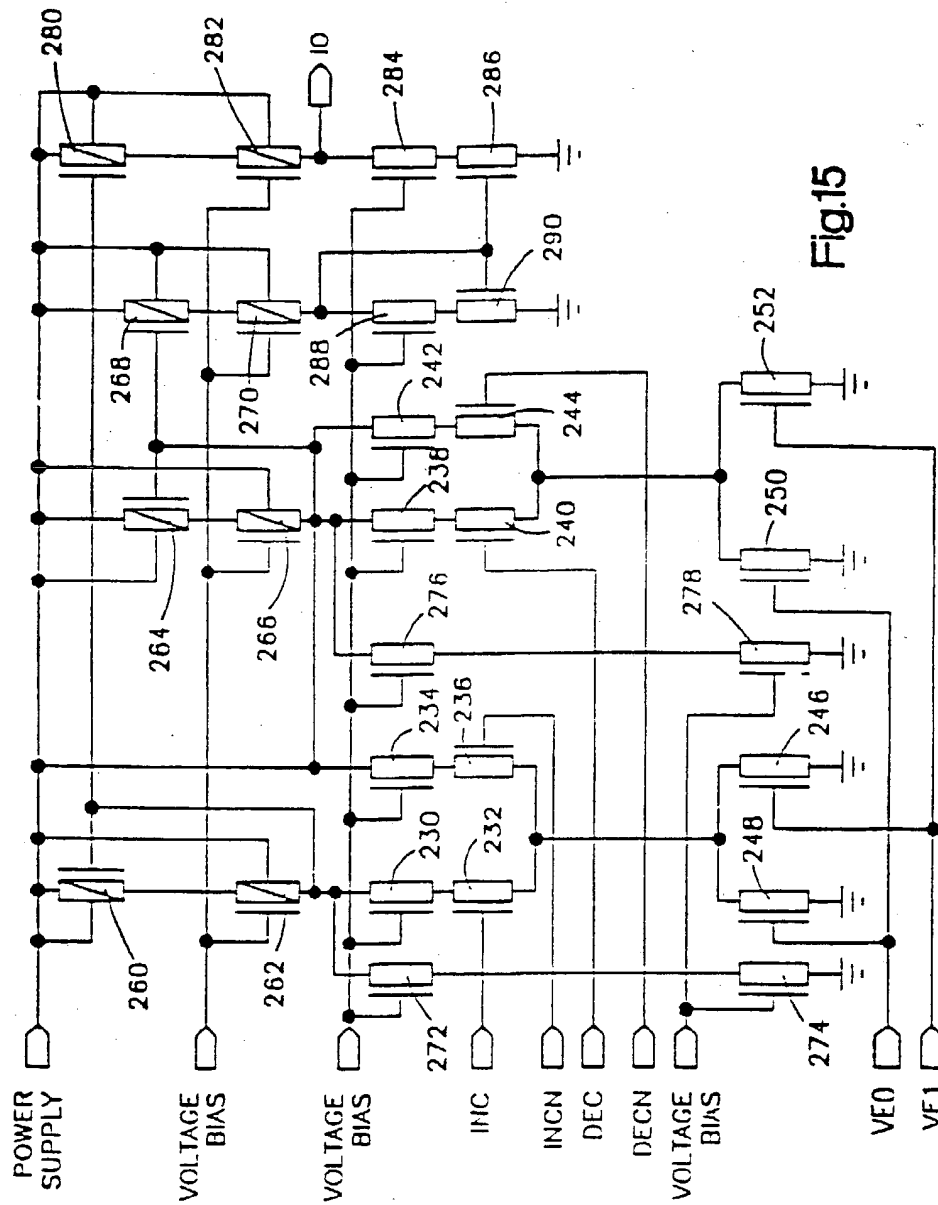 POWER
SUPPLY
VOLTAGE
BIAS
VOLTAGE
BIAS
INC
INCN
DEC
DECN
VOLTAGE
BIAS
VE0
VE1
260
262
264
266
268
270
280
282
IO
284
286
288
290
230
232
234
236
276
238
240
242
244
272
274
248
246
278
250
252
Fig.15